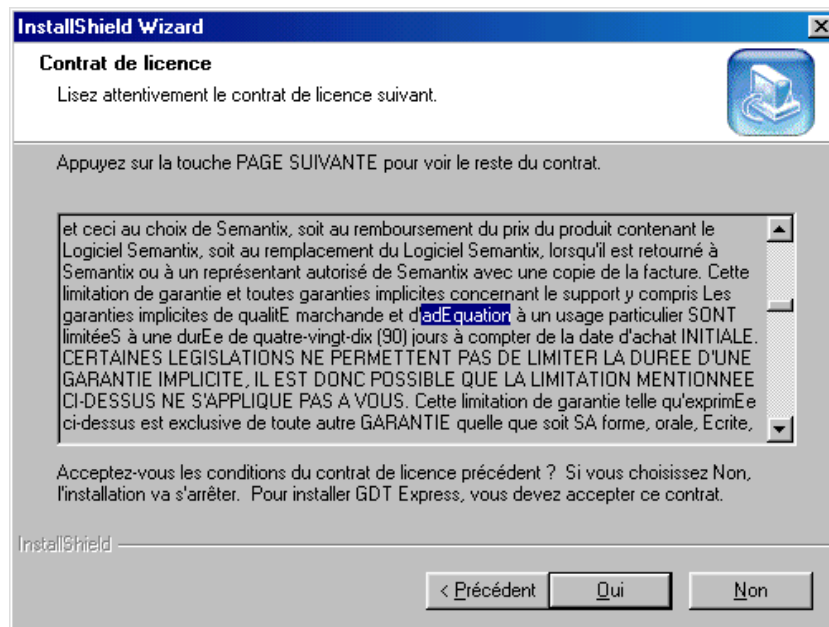 InstallShield Wizard
Contrat de licence
Lisez attentivement le contrat de licence suivant.
Appuyez sur la touche PAGE SUIVANTE pour voir le reste du contrat.
et ceci au choix de Semantix, soit au remboursement du prix du produit contenant le
Logiciel Semantix, soit au remplacement du Logiciel Semantix, lorsqu'il est retourné à
Semantix ou à un représentant autorisé de Semantix avec une copie de la facture. Cette
limitation de garantie et toutes garanties implicites concernant le support y compris Les
garanties implicites de qualitE marchande et d'adEquation à un usage particulier SONT
limitéeS à une durEe de quatre-vingt-dix (90) jours à compter de la date d'achat INITIALE.
CERTAINES LEGISLATIONS NE PERMETTENT PAS DE LIMITER LA DUREE D'UNE
GARANTIE IMPLICITE, IL EST DONC POSSIBLE QUE LA LIMITATION MENTIONNEE
CI-DESSUS NE S'APPLIQUE PAS A VOUS. Cette limitation de garantie telle qu'exprimEe
ci-dessus est exclusive de toute autre GARANTIE quelle que soit SA forme, orale, Ecrite,
Acceptez-vous les conditions du contrat de licence précédent ?  Si vous choisissez Non,
l'installation va s'arrêter.  Pour installer GDT Express, vous devez accepter ce contrat.
InstallShield
< Précédent
Oui
Non